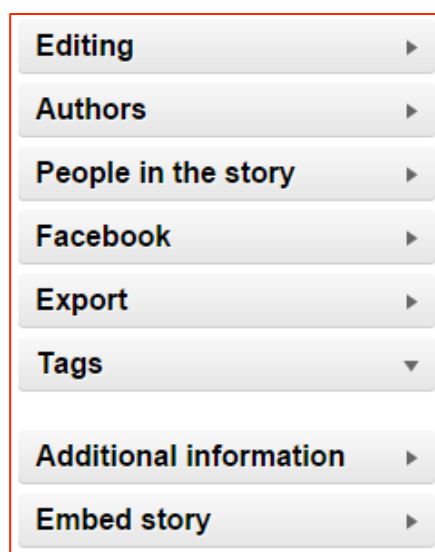 Editing
Authors
People in the story
Facebook
Export
Tags
Additional information
Embed story